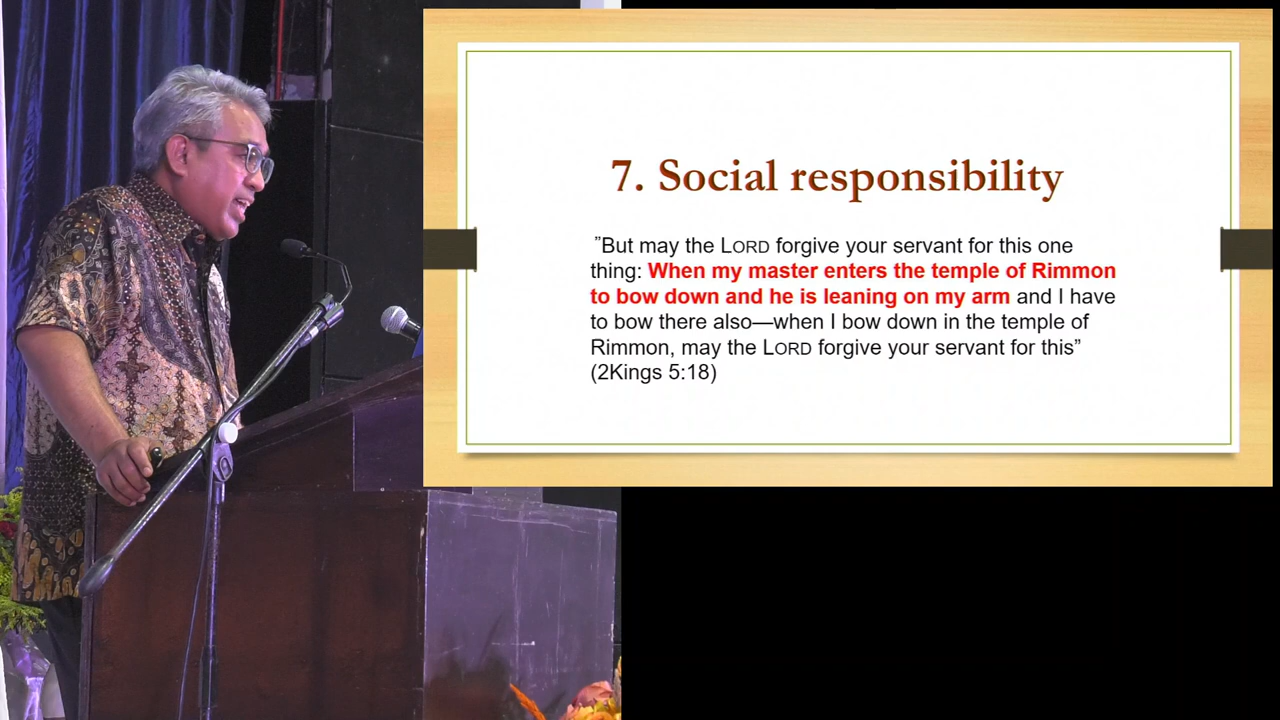 7. Social responsibility
”But may the LORD forgive your servant for this one
thing: When my master enters the temple of Rimmon
to bow down and he is leaning on my arm and I have
to bow there also—when I bow down in the temple of
Rimmon, may the LORD forgive your servant for this”
(2Kings 5:18)